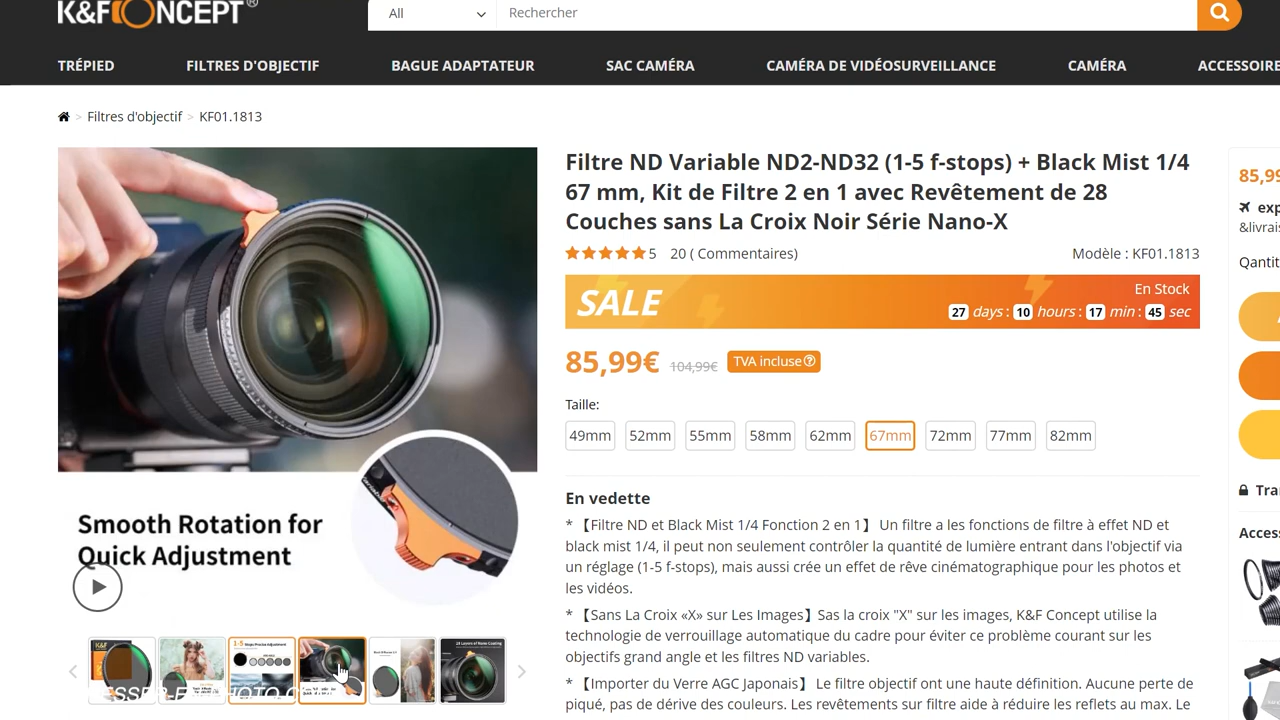 K&F CONCEPT®
All
Rechercher
TRÉPIED
FILTRES D'OBJECTIF
BAGUE ADAPTATEUR
SAC CAMÉRA
CAMÉRA DE VIDÉOSURVEILLANCE
CAMÉRA
ACCESSOIRE
> Filtres d'objectif > KF01.1813
Filtre ND Variable ND2-ND32 (1-5 f-stops) + Black Mist 1/4
67 mm, Kit de Filtre 2 en 1 avec Revêtement de 28
Couches sans La Croix Noir Série Nano-X
5 20 ( Commentaires)
Modèle : KF01.1813
SALE
En Stock
27 days : 10 hours : 17 min : 45 sec
85,99€ 104,99€ TVA incluse
Taille:
49mm 52mm 55mm 58mm 62mm 67mm 72mm 77mm 82mm
En vedette
* 【Filtre ND et Black Mist 1/4 Fonction 2 en 1】 Un filtre a les fonctions de filtre à effet ND et
black mist 1/4, il peut non seulement contrôler la quantité de lumière entrant dans l'objectif via
un réglage (1-5 f-stops), mais aussi crée un effet de rêve cinématographique pour les photos et
les vidéos.
* 【Sans La Croix «X» sur Les Images】Sas la croix "X" sur les images, K&F Concept utilise la
technologie de verrouillage automatique du cadre pour éviter ce problème courant sur les
objectifs grand angle et les filtres ND variables.
* 【Importer du Verre AGC Japonais】 Le filtre objectif ont une haute définition. Aucune perte de
piqué, pas de dérive des couleurs. Les revêtements sur filtre aide à réduire les reflets au max. Le
Smooth Rotation for
Quick Adjustment
85,99
exp
&livrais
Qantit
Tra
Acces